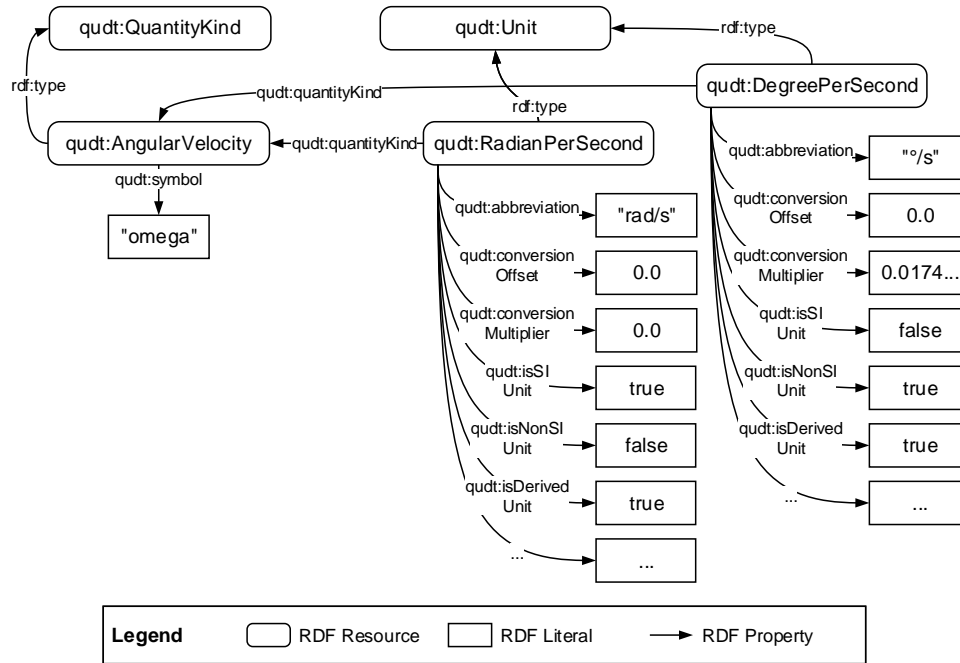 qudt:QuantityKind
qudt:Unit
rdf:type
rdf:type
qudt:DegreePerSecond
qudt:quantityKind
rdf:type
qudt:AngularVelocity
qudt:quantityKind
qudt:RadianPerSecond
qudt:symbol
"omega"
qudt:abbreviation
"rad/s"
qudt:conversion
Offset
0.0
qudt:conversion
Multiplier
0.0
qudt:isSI
Unit
true
qudt:isNonSI
Unit
false
qudt:isDerived
Unit
true
...
...
qudt:abbreviation
"°/s"
qudt:conversion
Offset
0.0
qudt:conversion
Multiplier
0.0174...
qudt:isSI
Unit
false
qudt:isNonSI
Unit
true
qudt:isDerived
Unit
true
...
...
Legend
RDF Resource
RDF Literal
RDF Property